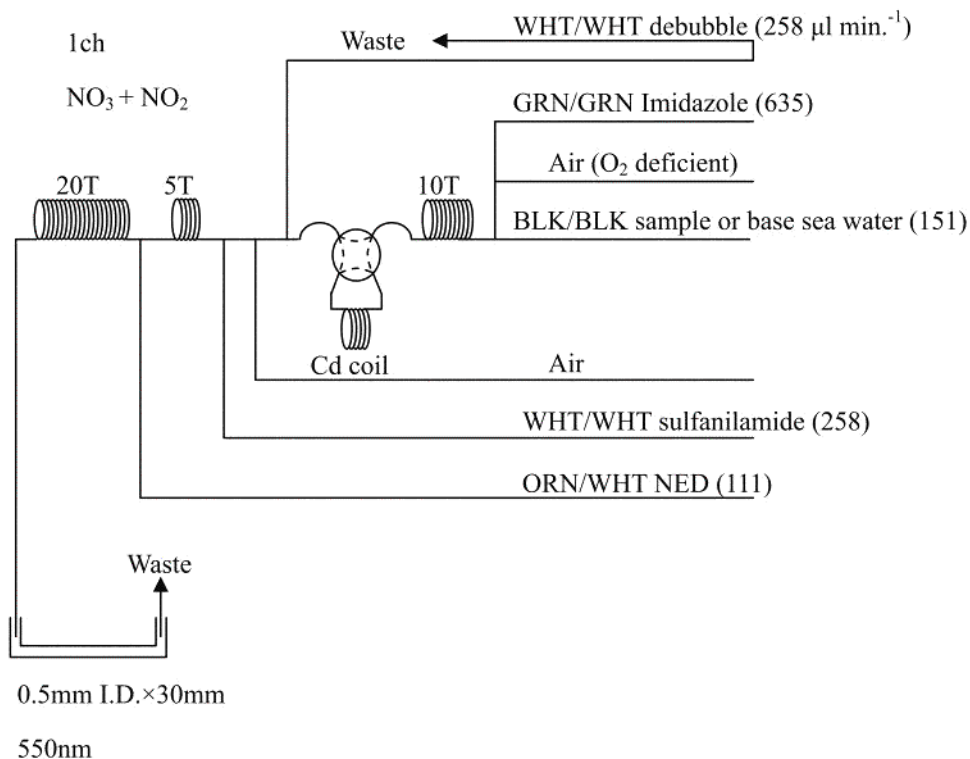 1ch
Waste
WHT/WHT debubble (258 µl min.⁻¹)
NO₃ + NO₂
GRN/GRN Imidazole (635)
Air (O₂ deficient)
20T
5T
10T
BLK/BLK sample or base sea water (151)
Cd coil
Air
WHT/WHT sulfanilamide (258)
ORN/WHT NED (111)
Waste
0.5mm I.D.×30mm
550nm